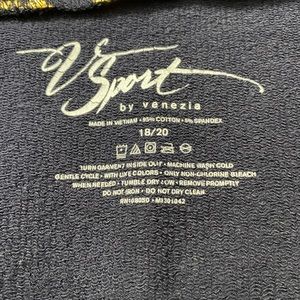 VS Sport
by venezia
MADE IN VIETNAM • 95% COTTON • 5% SPANDEX
18/20
TURN GARMENT INSIDE OUT • MACHINE WASH COLD
GENTLE CYCLE • WITH LIKE COLORS • ONLY NON-CHLORINE BLEACH
WHEN NEEDED • TUMBLE DRY LOW • REMOVE PROMPTLY
DO NOT IRON • DO NOT DRY CLEAN